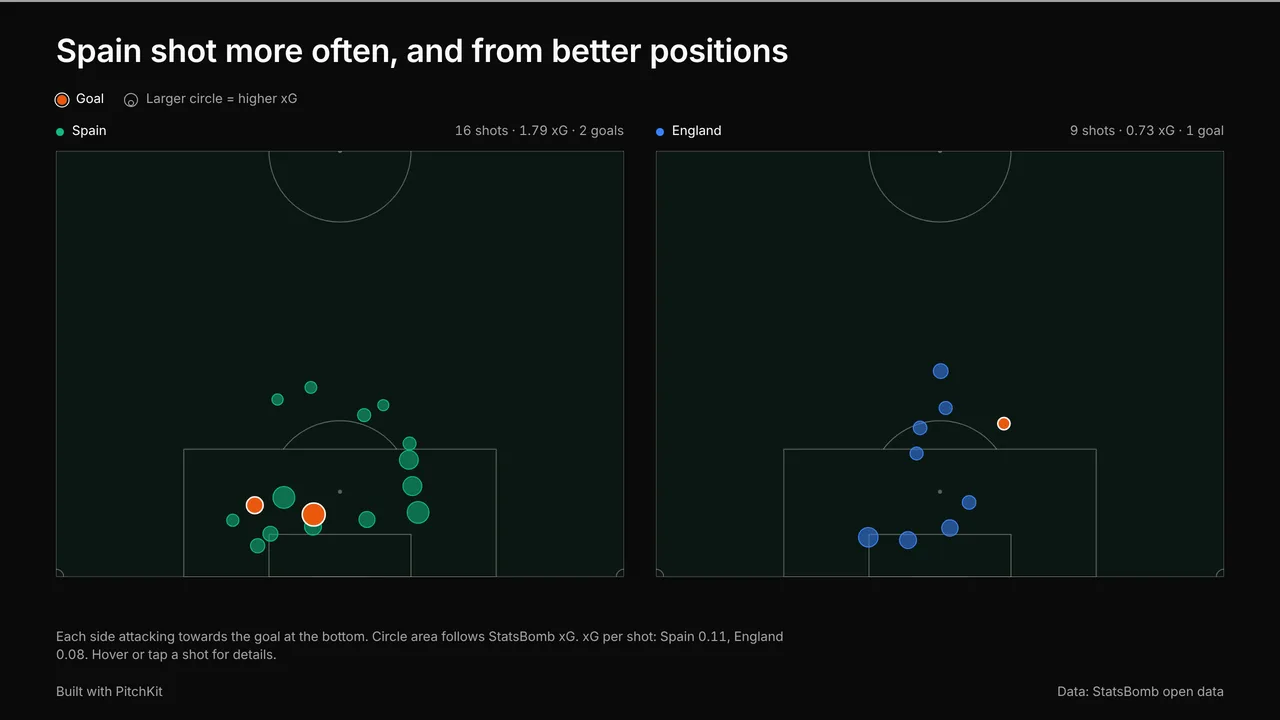 Spain shot more often, and from better positions
Goal
Larger circle = higher xG
Spain
16 shots · 1.79 xG · 2 goals
England
9 shots · 0.73 xG · 1 goal
Each side attacking towards the goal at the bottom. Circle area follows StatsBomb xG. xG per shot: Spain 0.11, England
0.08. Hover or tap a shot for details.
Built with PitchKit
Data: StatsBomb open data